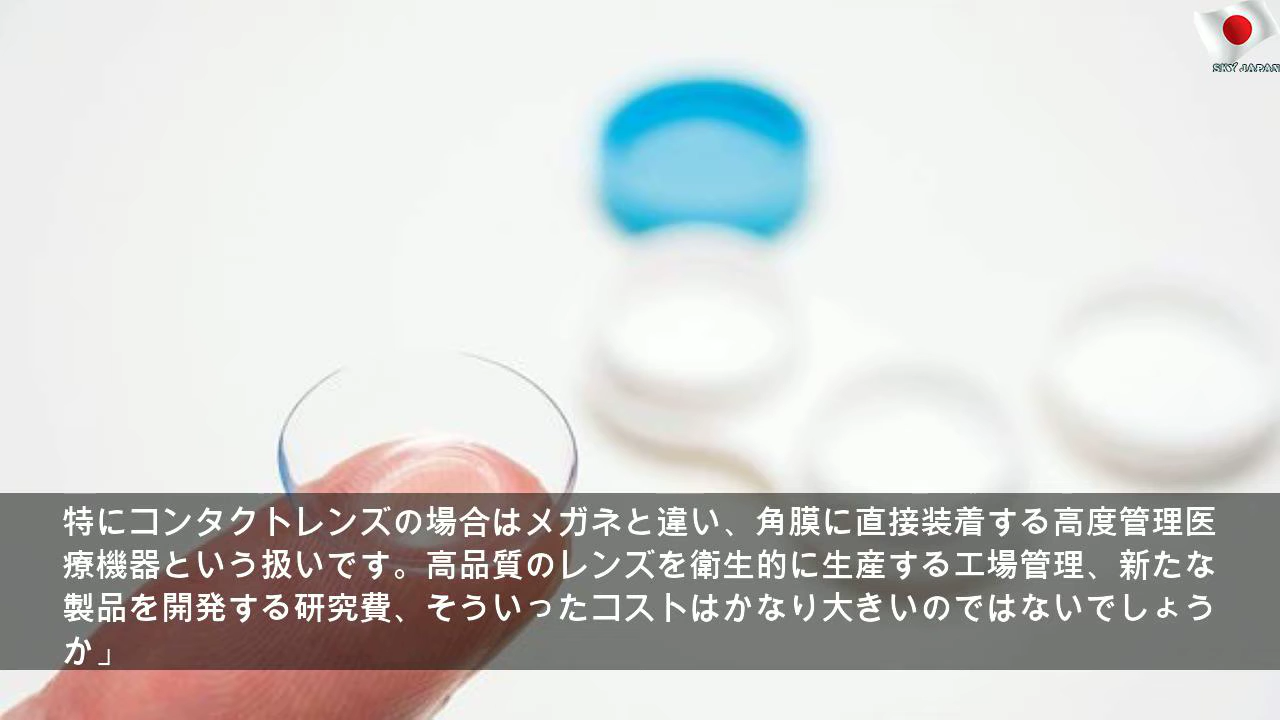 SKY JAPAN
特にコンタクトレンズの場合はメガネと違い、角膜に直接装着する高度管理医
療機器という扱いです。高品質のレンズを衛生的に生産する工場管理、新たな
製品を開発する研究費、そういったコストはかなり大きいのではないでしょう
か」